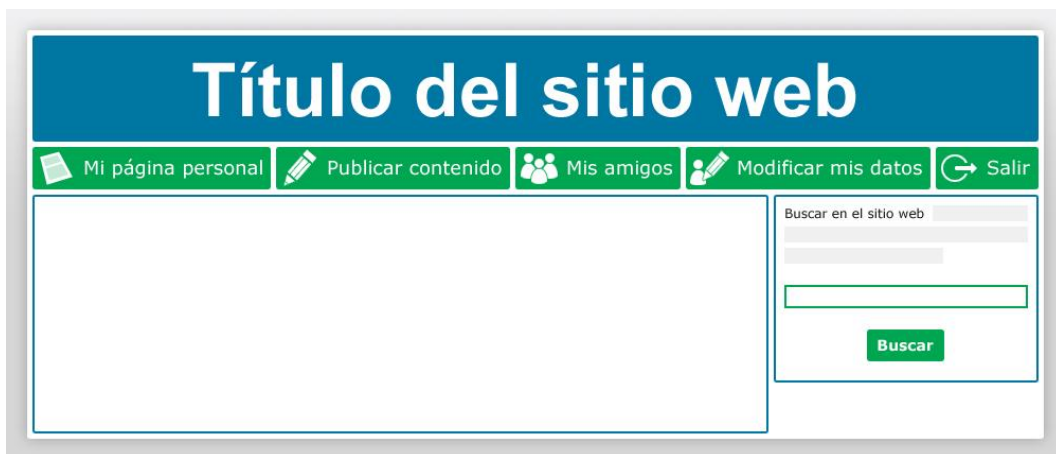 Título del sitio web
Mi página personal Publicar contenido Mis amigos Modificar mis datos Salir
Buscar en el sitio web
Buscar